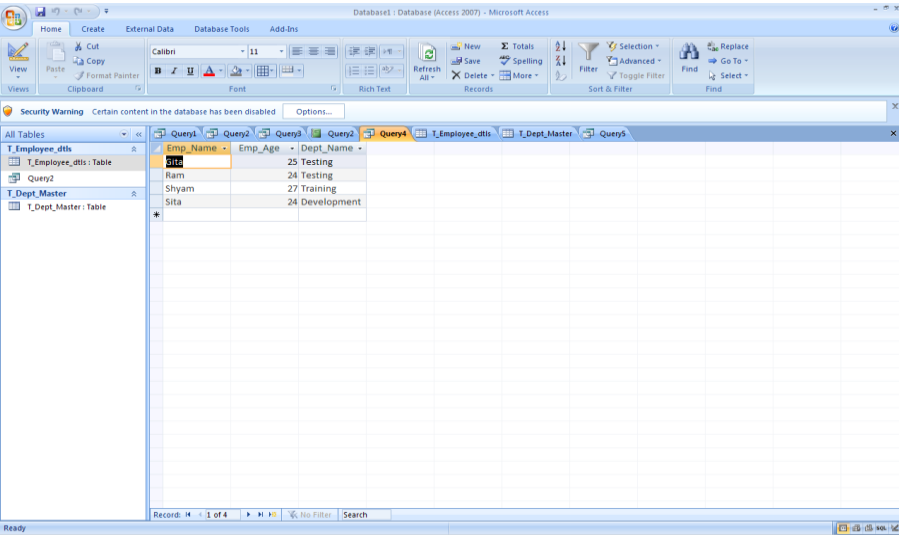 Database1 : Database (Access 2007) - Microsoft Access
Home Create External Data Database Tools Add-Ins
Cut
Copy
Format Painter
View
Paste
Views
Clipboard
Calibri 11
B I U A
Font
Rich Text
Refresh
All
New
Save
Delete
Totals
Spelling
More
Records
Filter
Selection
Advanced
Toggle Filter
Sort & Filter
Find
Replace
Go To
Select
Find
Security Warning Certain content in the database has been disabled Options...
All Tables
T_Employee_dtls
T_Employee_dtls : Table
Query2
T_Dept_Master
T_Dept_Master : Table
Query1 Query2 Query3 Query2 Query4 T_Employee_dtls T_Dept_Master Query5
Emp_Name Emp_Age Dept_Name
Gita 25 Testing
Ram 24 Testing
Shyam 27 Training
Sita 24 Development
Record: 1 of 4 No Filter Search
Ready
SQL